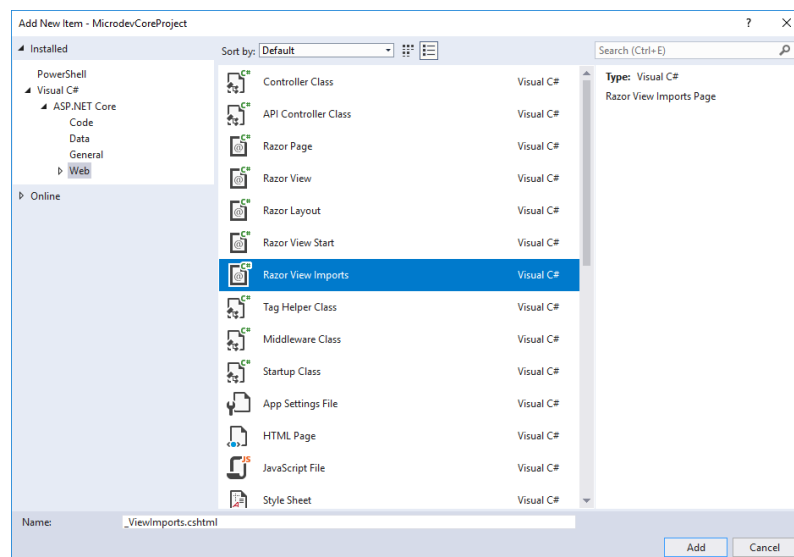 Add New Item - MicrodevCoreProject ? ×
Installed
Sort by: Default
Search (Ctrl+E)
PowerShell
Visual C#
ASP.NET Core
Code
Data
General
Web
Online
Controller Class Visual C#
API Controller Class Visual C#
Razor Page Visual C#
Razor View Visual C#
Razor Layout Visual C#
Razor View Start Visual C#
Razor View Imports Visual C#
Tag Helper Class Visual C#
Middleware Class Visual C#
Startup Class Visual C#
App Settings File Visual C#
HTML Page Visual C#
JavaScript File Visual C#
Style Sheet Visual C#
Type: Visual C#
Razor View Imports Page
Name: _ViewImports.cshtml
Add Cancel